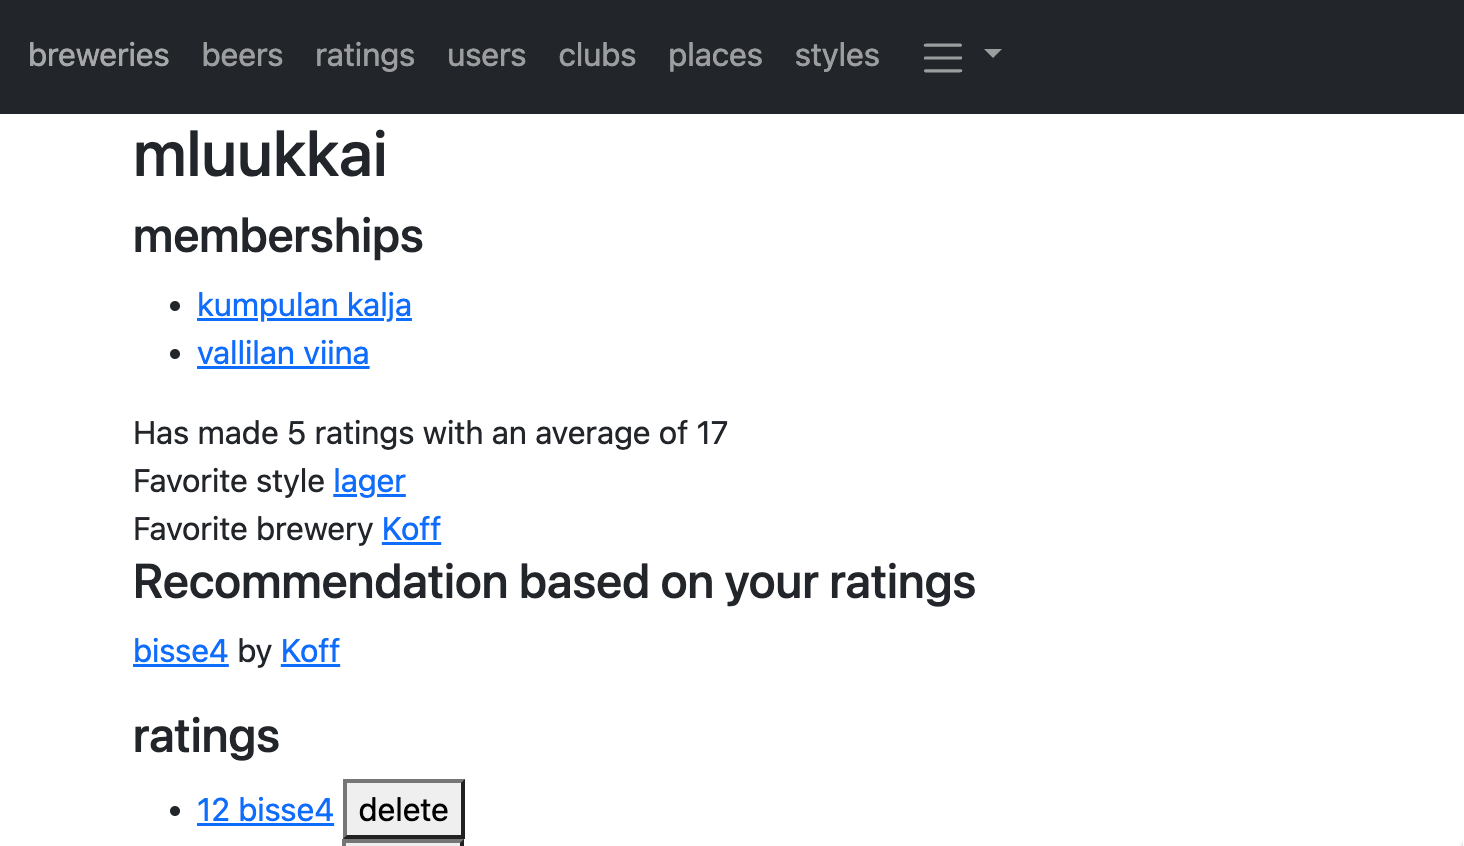 breweries beers ratings users clubs places styles
mluukkai
memberships
kumpulan kalja
vallilan viina
Has made 5 ratings with an average of 17
Favorite style lager
Favorite brewery Koff
Recommendation based on your ratings
bisse4 by Koff
ratings
12 bisse4 delete